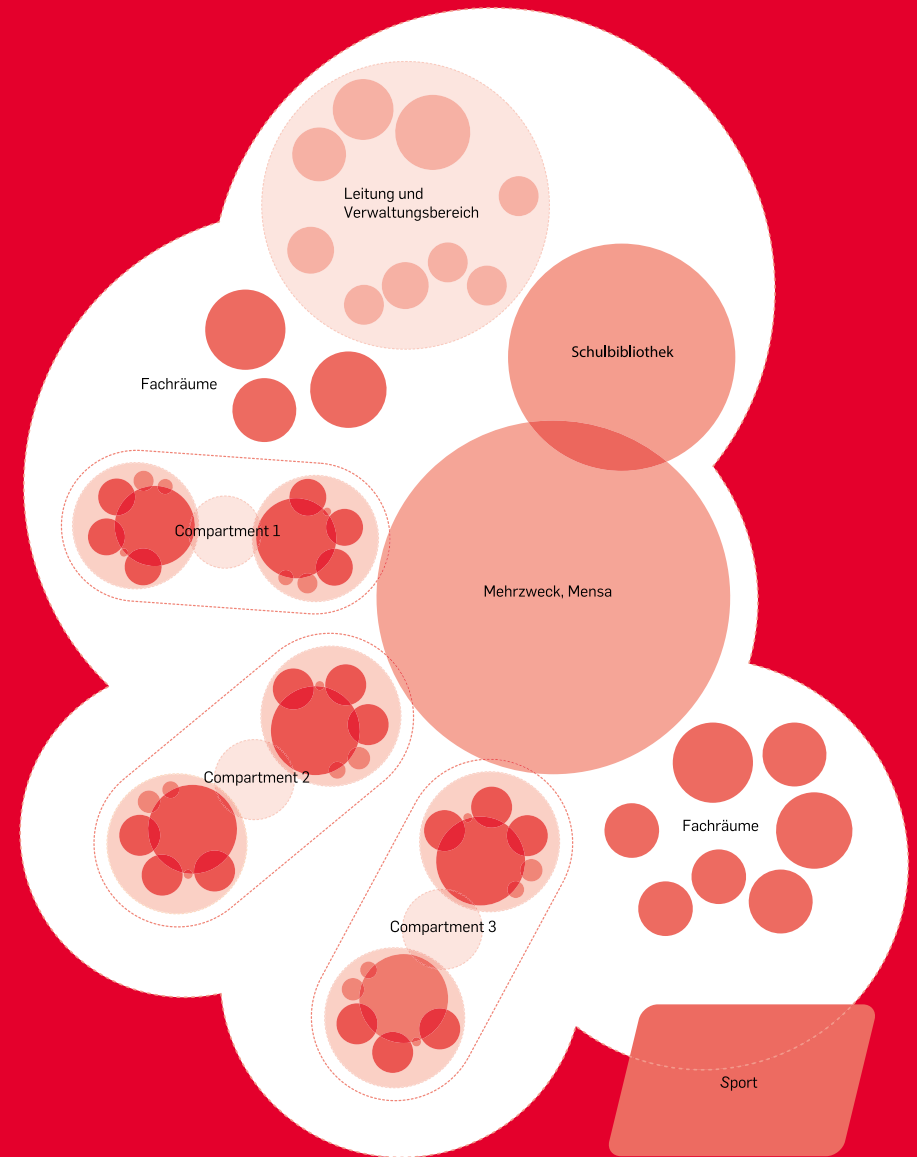 Leitung und
Verwaltungsbereich
Schulbibliothek
Fachräume
Compartment 1
Mehrzweck, Mensa
Compartment 2
Fachräume
Compartment 3
Sport